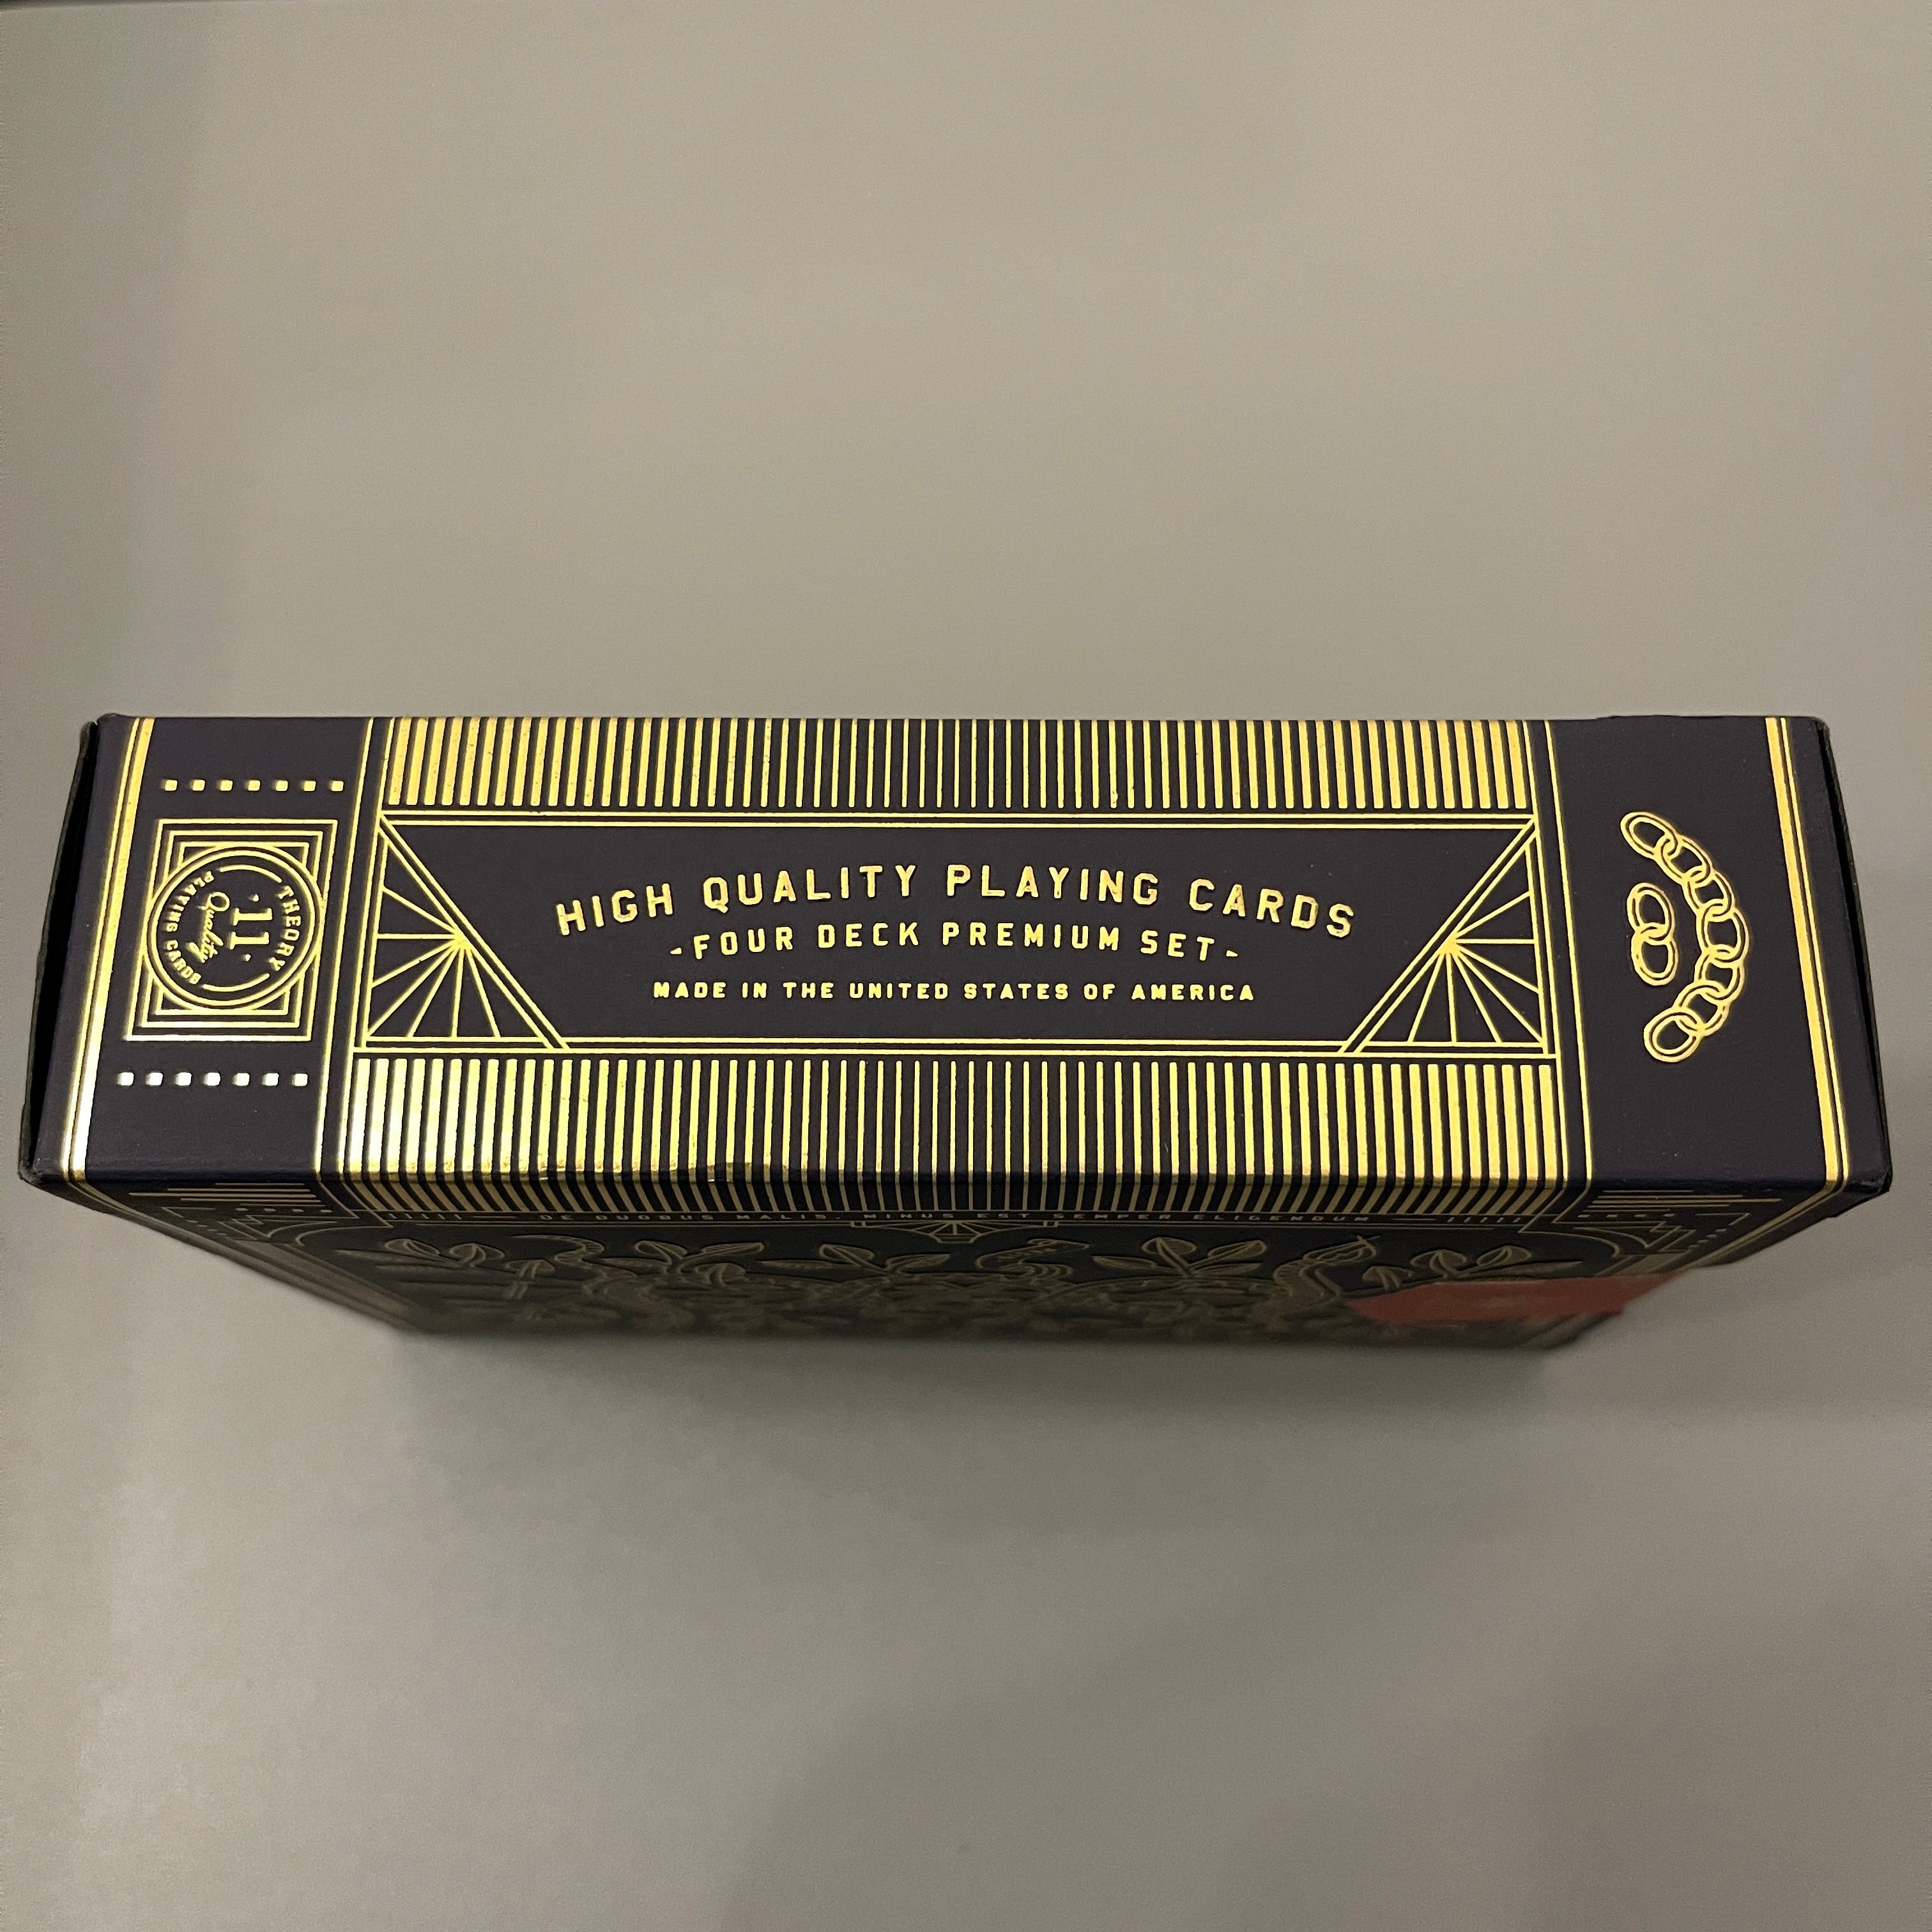 HIGH QUALITY PLAYING CARDS
-FOUR DECK PREMIUM SET-
MADE IN THE UNITED STATES OF AMERICA
THEORY
·11·
Quality
PLAYING CARDS
DE DUOBUS MALIS, MINUS EST SEMPER ELIGENDUM